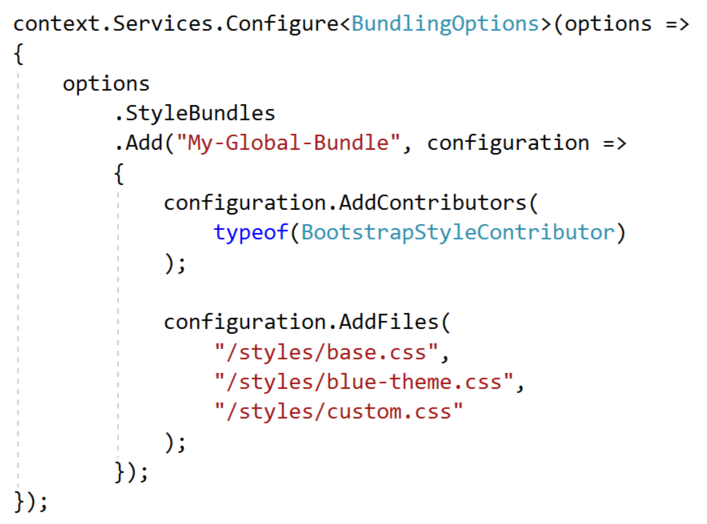 context.Services.Configure<BundlingOptions>(options =>
{
    options
        .StyleBundles
        .Add("My-Global-Bundle", configuration =>
        {
            configuration.AddContributors(
                typeof(BootstrapStyleContributor)
            );

            configuration.AddFiles(
                "/styles/base.css",
                "/styles/blue-theme.css",
                "/styles/custom.css"
            );
        });
});